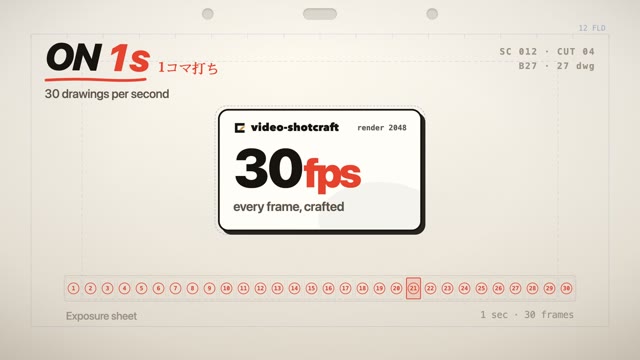 12 FLD
ON 1s 1コマ打ち
SC 012 · CUT 04
B27 · 27 dwg
30 drawings per second
video-shotcraft render 2048
30fps
every frame, crafted
1 2 3 4 5 6 7 8 9 10 11 12 13 14 15 16 17 18 19 20 21 22 23 24 25 26 27 28 29 30
Exposure sheet
1 sec · 30 frames